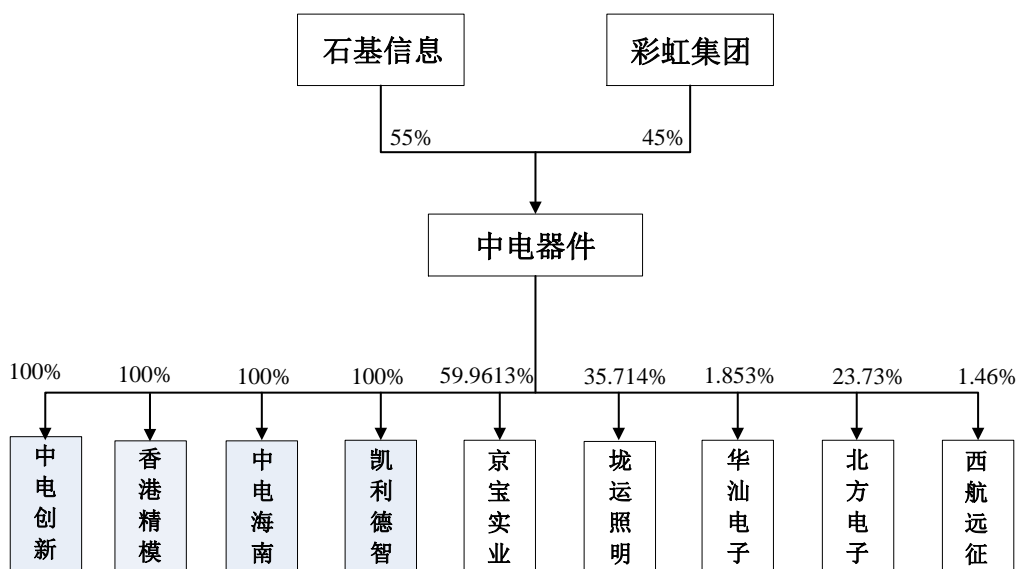 石基信息
彩虹集团
55%
45%
中电器件
100%
100%
100%
100%
59.9613%
35.714%
1.853%
23.73%
1.46%
中电创新
香港精模
中电海南
凯利德智
京宝实业
垅运照明
华汕电子
北方电子
西航远征